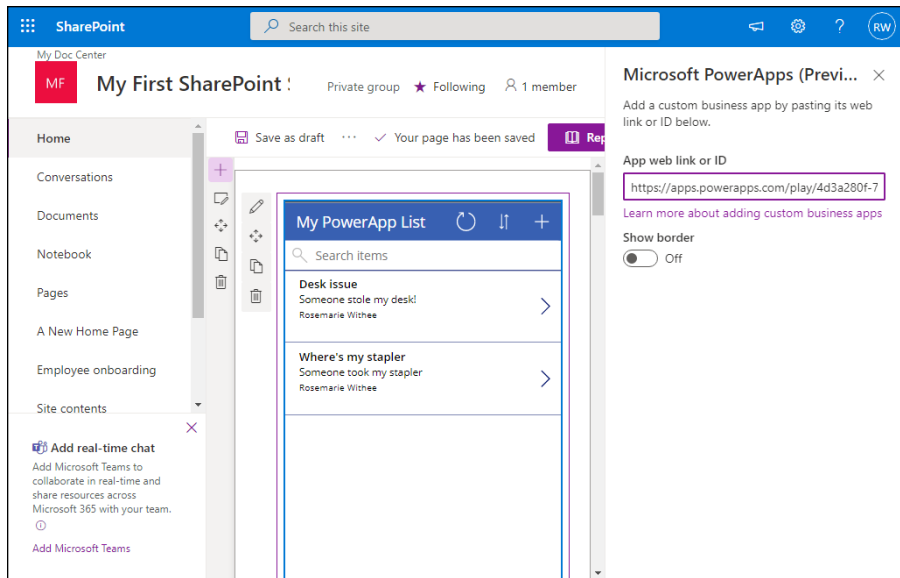 SharePoint
Search this site
RW
My Doc Center
MF
My First SharePoint S
Private group
Following
1 member
Home
Conversations
Documents
Notebook
Pages
A New Home Page
Employee onboarding
Site contents
Add real-time chat
Add Microsoft Teams to
collaborate in real-time and
share resources across
Microsoft 365 with your team.
Add Microsoft Teams
Save as draft
···
Your page has been saved
Rep
My PowerApp List
Search items
Desk issue
Someone stole my desk!
Rosemarie Withee
Where's my stapler
Someone took my stapler
Rosemarie Withee
Microsoft PowerApps (Previ...
Add a custom business app by pasting its web
link or ID below.
App web link or ID
https://apps.powerapps.com/play/4d3a280f-7
Learn more about adding custom business apps
Show border
Off